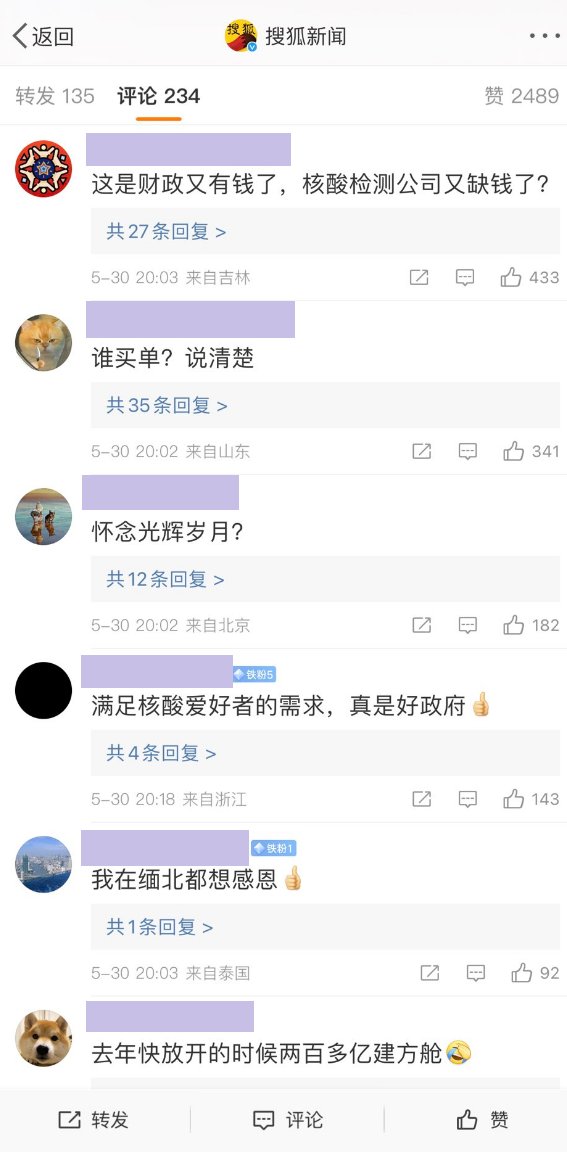 返回
搜狐
搜狐新闻
转发 135
评论 234
赞 2489
这是财政又有钱了，核酸检测公司又缺钱了？
共27条回复 >
5-30 20:03 来自吉林
433
谁买单？说清楚
共35条回复 >
5-30 20:02 来自山东
341
怀念光辉岁月？
共12条回复 >
5-30 20:02 来自北京
182
铁粉5
满足核酸爱好者的需求，真是好政府👍
共4条回复 >
5-30 20:18 来自浙江
143
铁粉1
我在缅北都想感恩👍
共1条回复 >
5-30 20:03 来自泰国
92
去年快放开的时候两百多亿建方舱🤣
转发
评论
赞